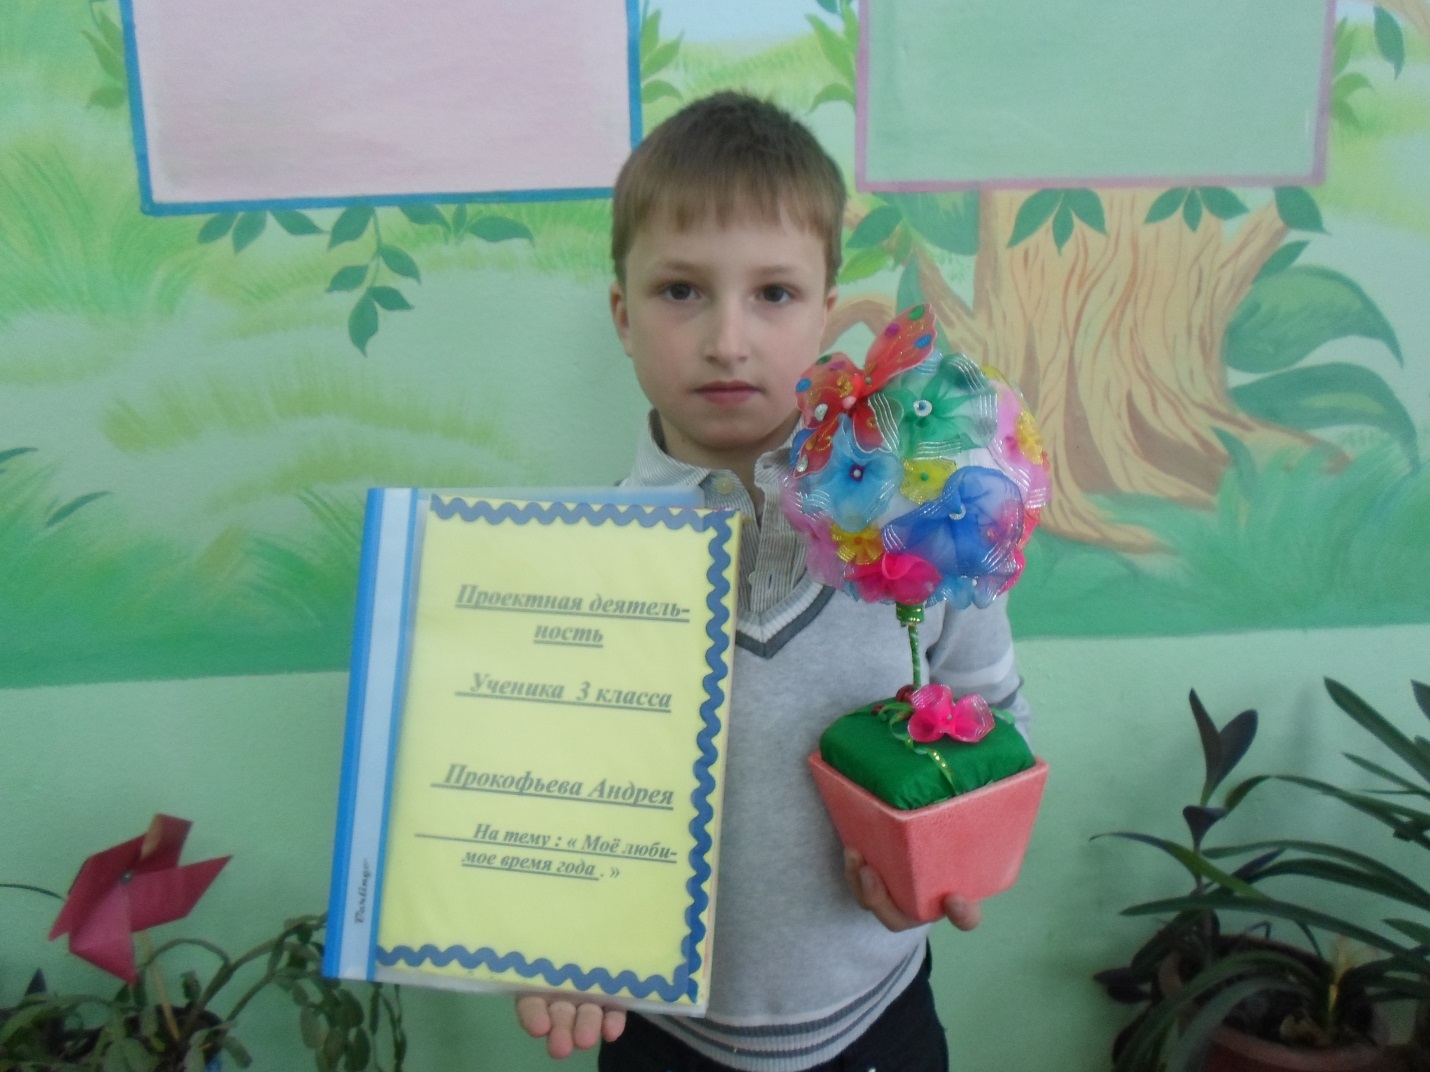 Проектная деятель-
ность
Ученика 3 класса
Прокофьева Андрея
На тему : « Моё люби-
мое время года . »